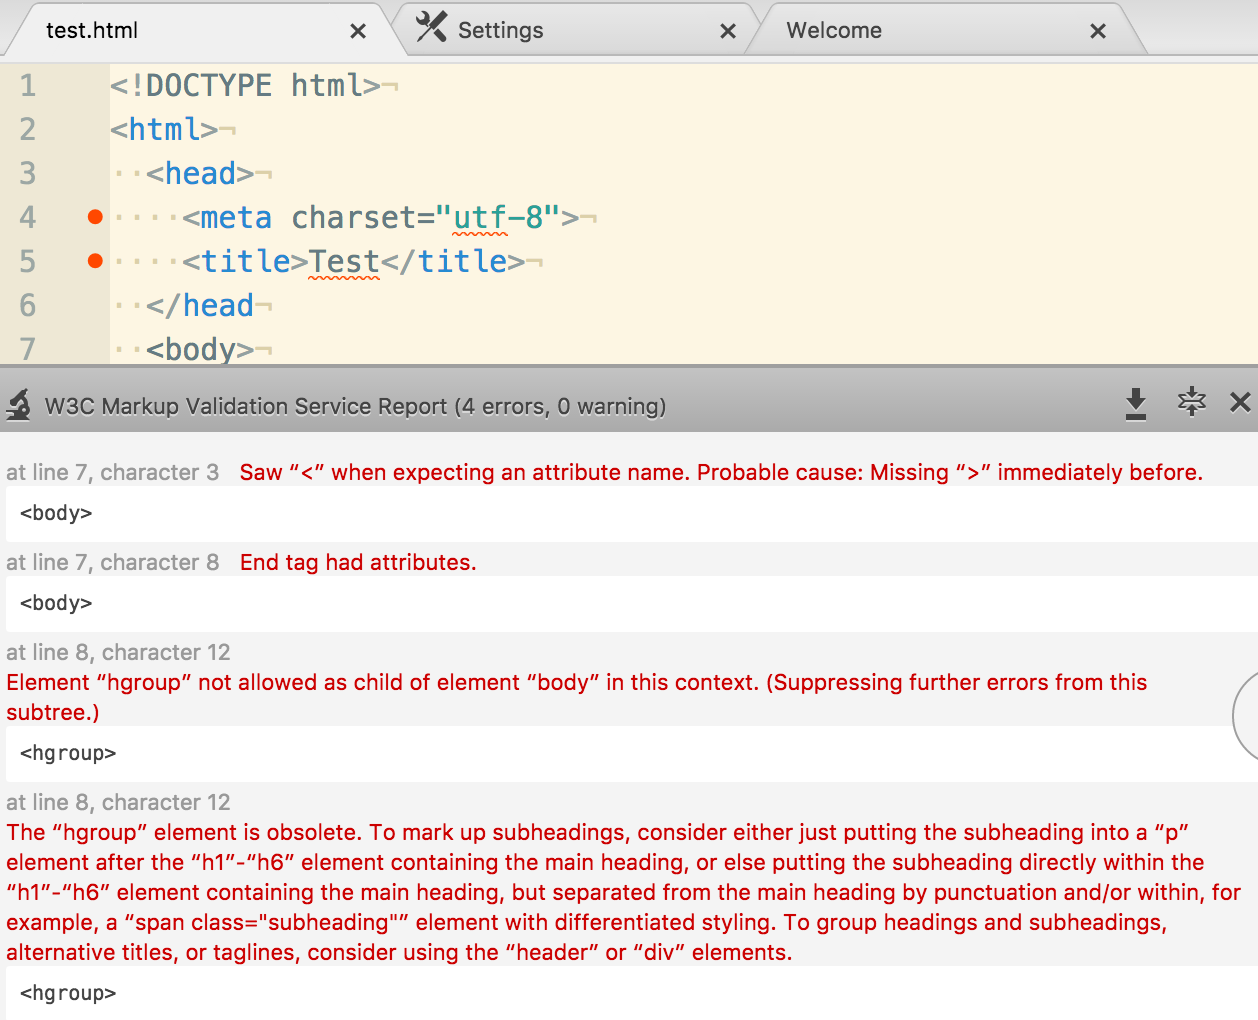 test.html
Settings
Welcome
1 <!DOCTYPE html>¬
2 <html>¬
3 ··<head>¬
4 ····<meta charset="utf-8">¬
5 ····<title>Test</title>¬
6 ··</head¬
7 ··<body>¬
W3C Markup Validation Service Report (4 errors, 0 warning)
at line 7, character 3 Saw “<” when expecting an attribute name. Probable cause: Missing “>” immediately before.
<body>
at line 7, character 8 End tag had attributes.
<body>
at line 8, character 12
Element “hgroup” not allowed as child of element “body” in this context. (Suppressing further errors from this
subtree.)
<hgroup>
at line 8, character 12
The “hgroup” element is obsolete. To mark up subheadings, consider either just putting the subheading into a “p”
element after the “h1”-“h6” element containing the main heading, or else putting the subheading directly within the
“h1”-“h6” element containing the main heading, but separated from the main heading by punctuation and/or within, for
example, a “span class="subheading"” element with differentiated styling. To group headings and subheadings,
alternative titles, or taglines, consider using the “header” or “div” elements.
<hgroup>